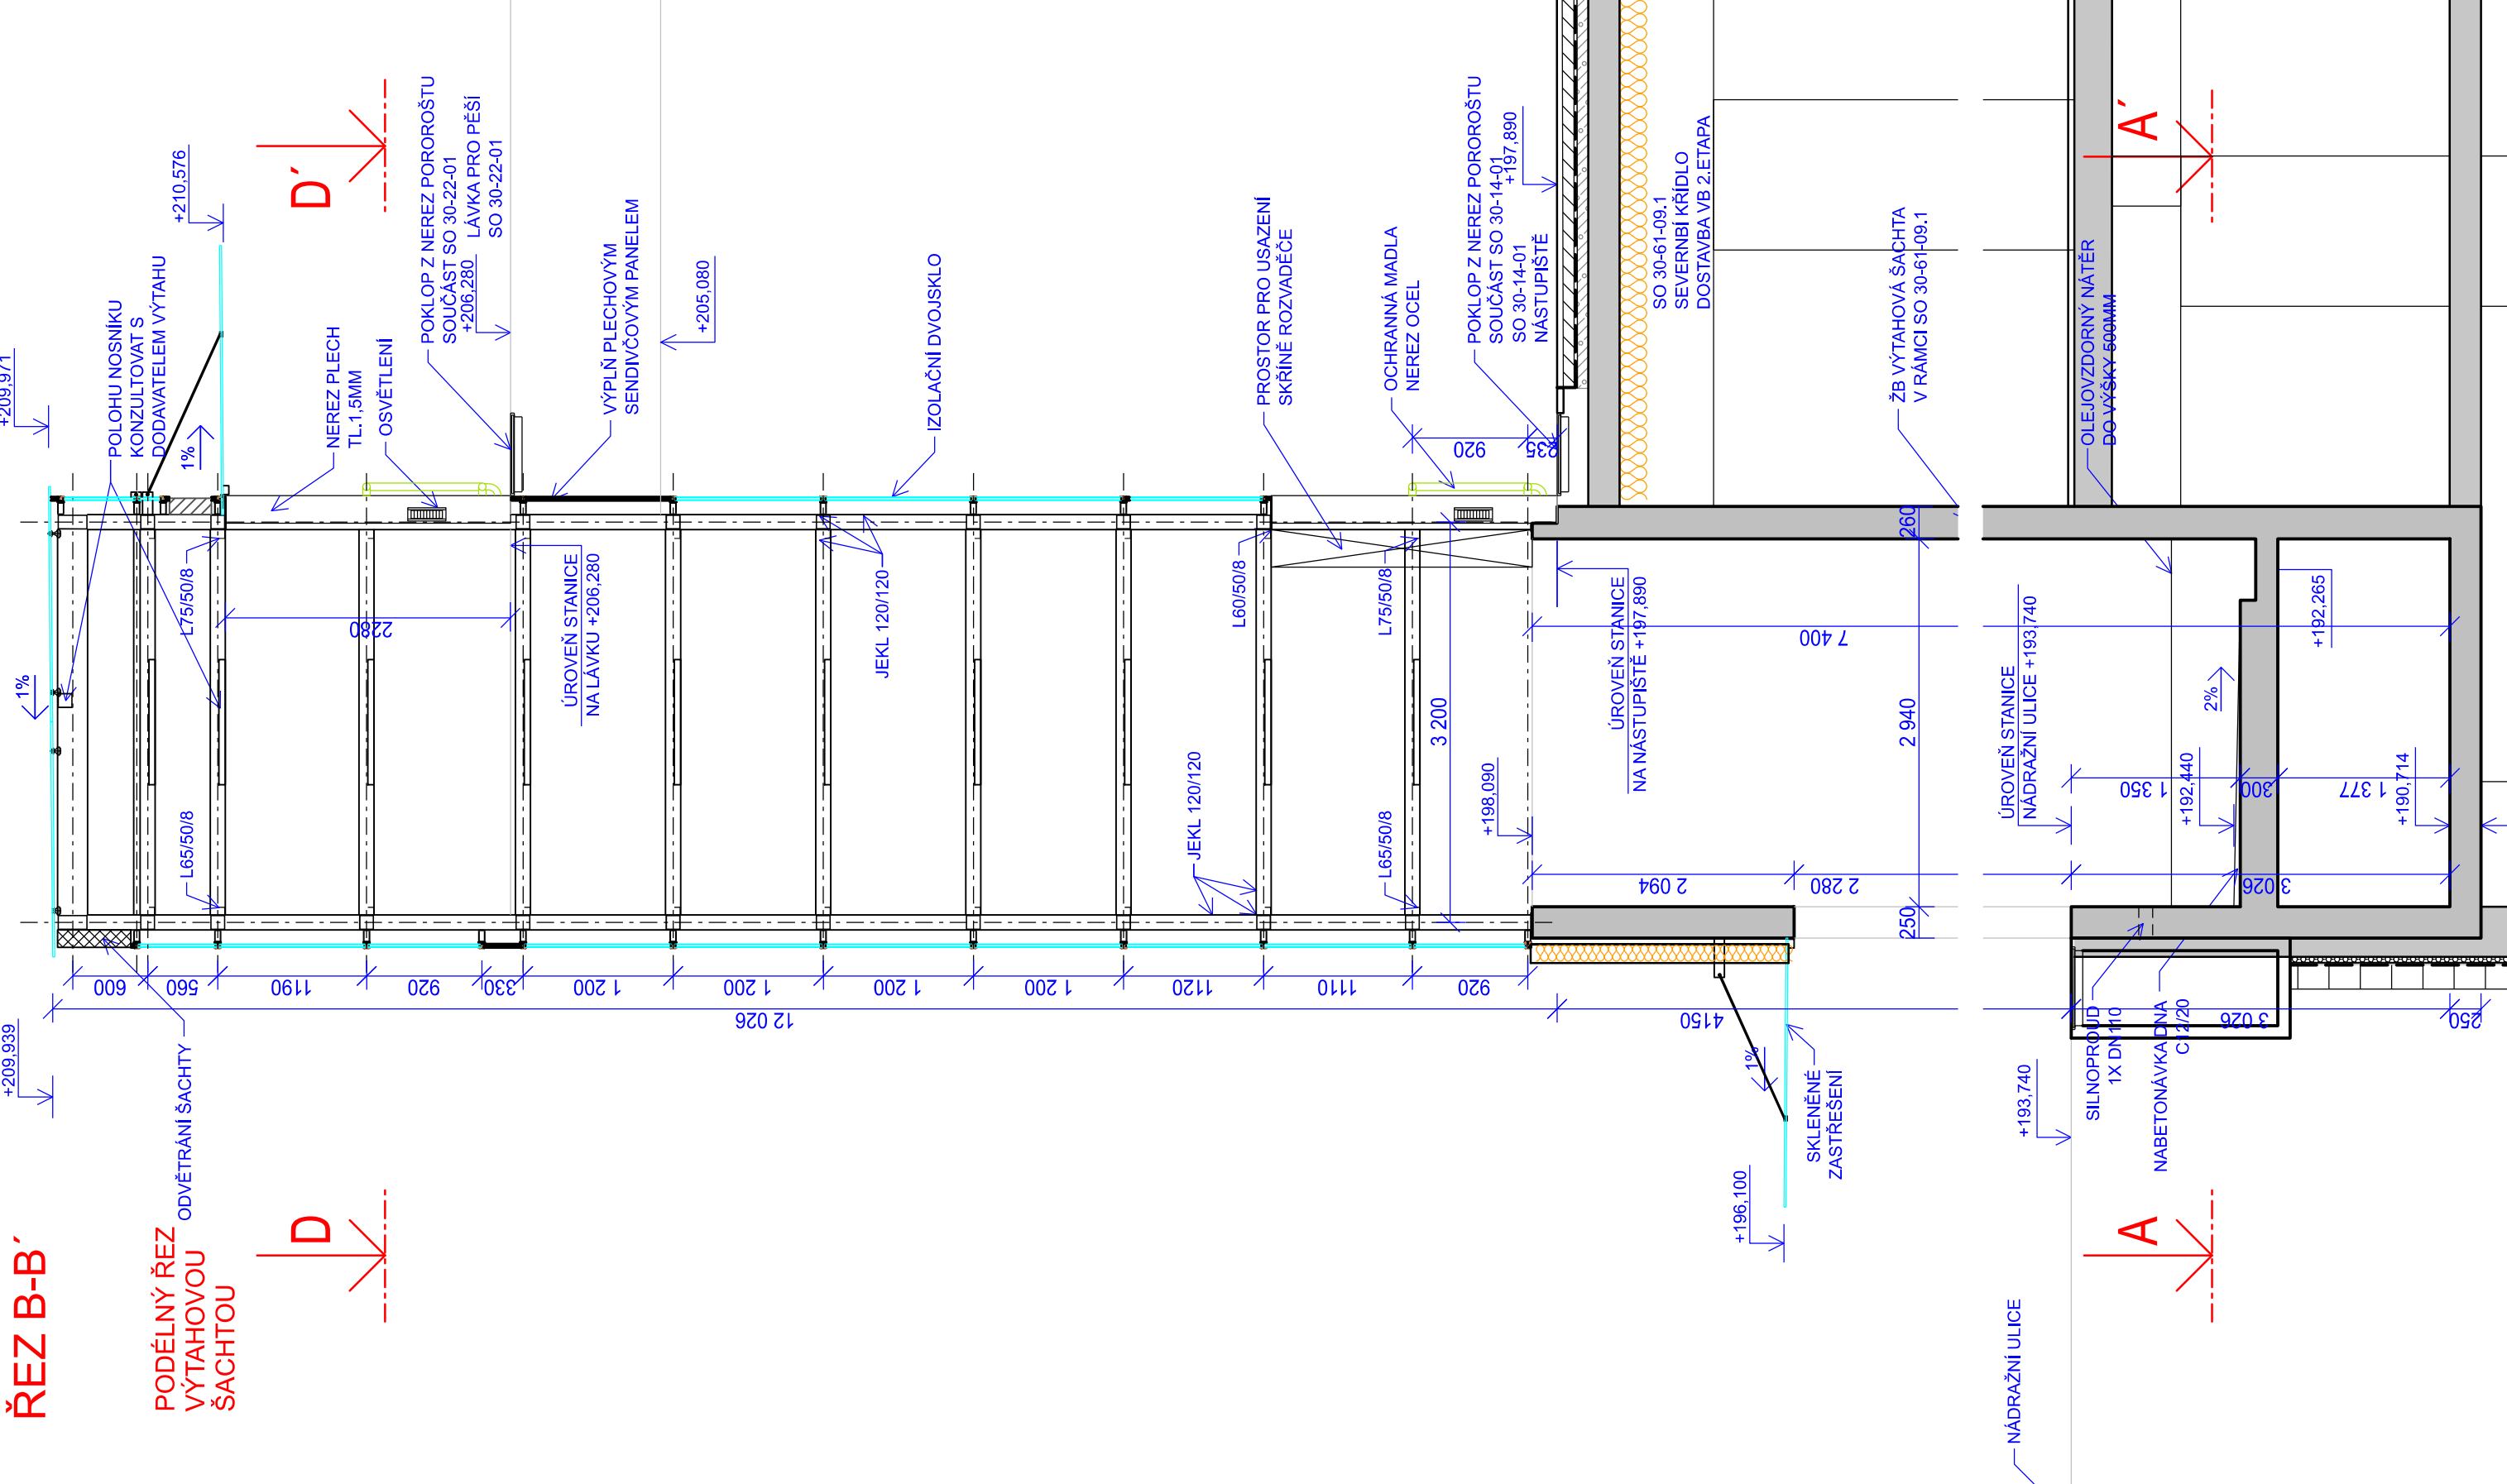 ŘEZ B-B´
PODÉLNÝ ŘEZ
VÝTAHOVOU
ŠACHTOU
D
D´
A
A´
+209,971
+209,939
+210,576
1%
1%
POLOHU NOSNÍKU
KONZULTOVAT S
DODAVATELEM VÝTAHU
NEREZ PLECH
TL.1,5MM
OSVĚTLENÍ
POKLOP Z NEREZ POROROŠTU
SOUČÁST SO 30-22-01
+206,280
LÁVKA PRO PĚŠÍ
SO 30-22-01
VÝPLŇ PLECHOVÝM
SENDIVČOVÝM PANELEM
+205,080
IZOLAČNÍ DVOJSKLO
PROSTOR PRO USAZENÍ
SKŘÍNĚ ROZVADĚČE
OCHRANNÁ MADLA
NEREZ OCEL
POKLOP Z NEREZ POROROŠTU
SOUČÁST SO 30-14-01
+197,890
SO 30-14-01
NÁSTUPIŠTĚ
920
235
SO 30-61-09.1
SEVERNBÍ KŘÍDLO
DOSTAVBA VB 2.ETAPA
ŽB VÝTAHOVÁ ŠACHTA
V RÁMCI SO 30-61-09.1
OLEJOVZDORNÝ NÁTĚR
DO VÝŠKY 500MM
L75/50/8
2280
ÚROVEŇ STANICE
NA LÁVKU +206,280
JEKL 120/120
L60/50/8
L75/50/8
3 200
ÚROVEŇ STANICE
NA NÁSTUPIŠTĚ +197,890
7 400
260
2 940
250
ÚROVEŇ STANICE
NÁDRAŽNÍ ULICE +193,740
+192,265
2%
+192,440
1 350
300
1 377
+190,714
L65/50/8
JEKL 120/120
L65/50/8
+198,090
2 094
2 280
3 026
600
560
1190
920
330
1 200
1 200
1 200
1 200
1120
1110
920
12 026
4150
3 026
250
ODVĚTRÁNÍ ŠACHTY
1%
SKLENĚNÉ
ZASTŘEŠENÍ
+196,100
+193,740
SILNOPROUD
1X DN110
NABETONÁVKA DNA
C12/20
NÁDRAŽNÍ ULICE